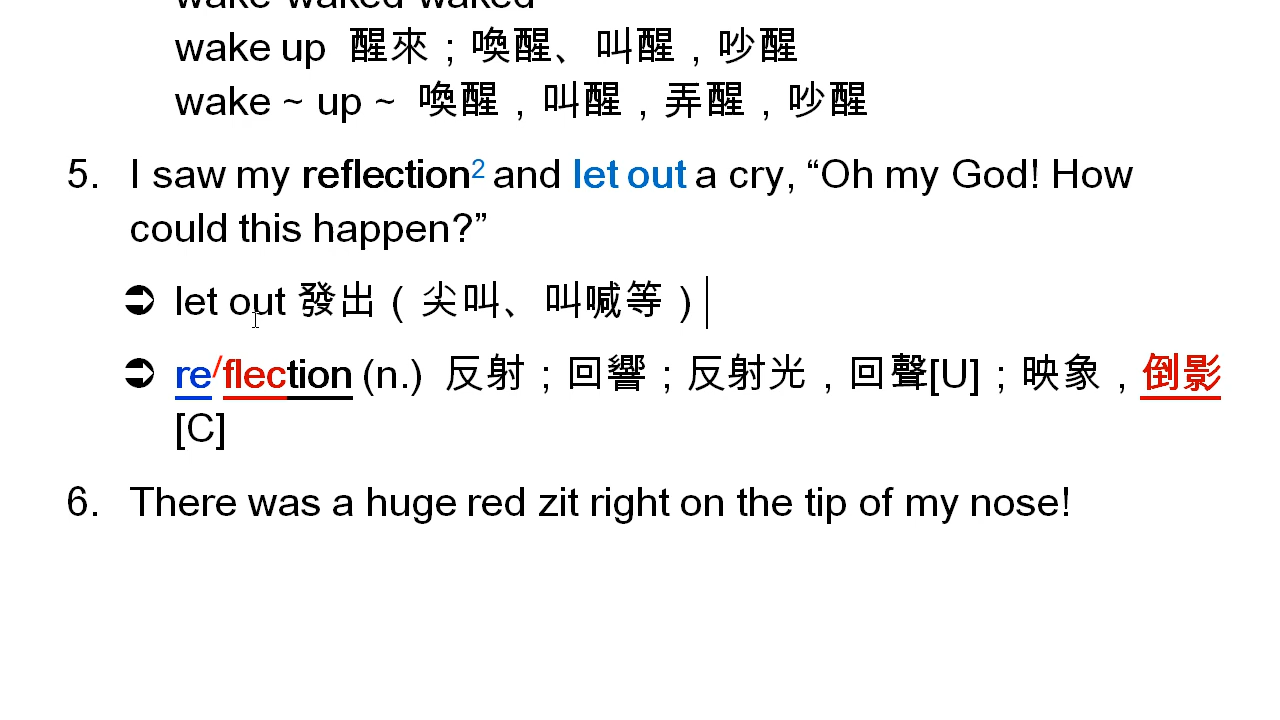 wake-waked-waked
wake up 醒來；喚醒、叫醒，吵醒
wake ~ up ~ 喚醒，叫醒，弄醒，吵醒
5. I saw my reflection² and let out a cry, “Oh my God! How
could this happen?”
➲ let out 發出（尖叫、叫喊等）
➲ re/flection (n.) 反射；回響；反射光，回聲[U]；映象，倒影
[C]
6. There was a huge red zit right on the tip of my nose!